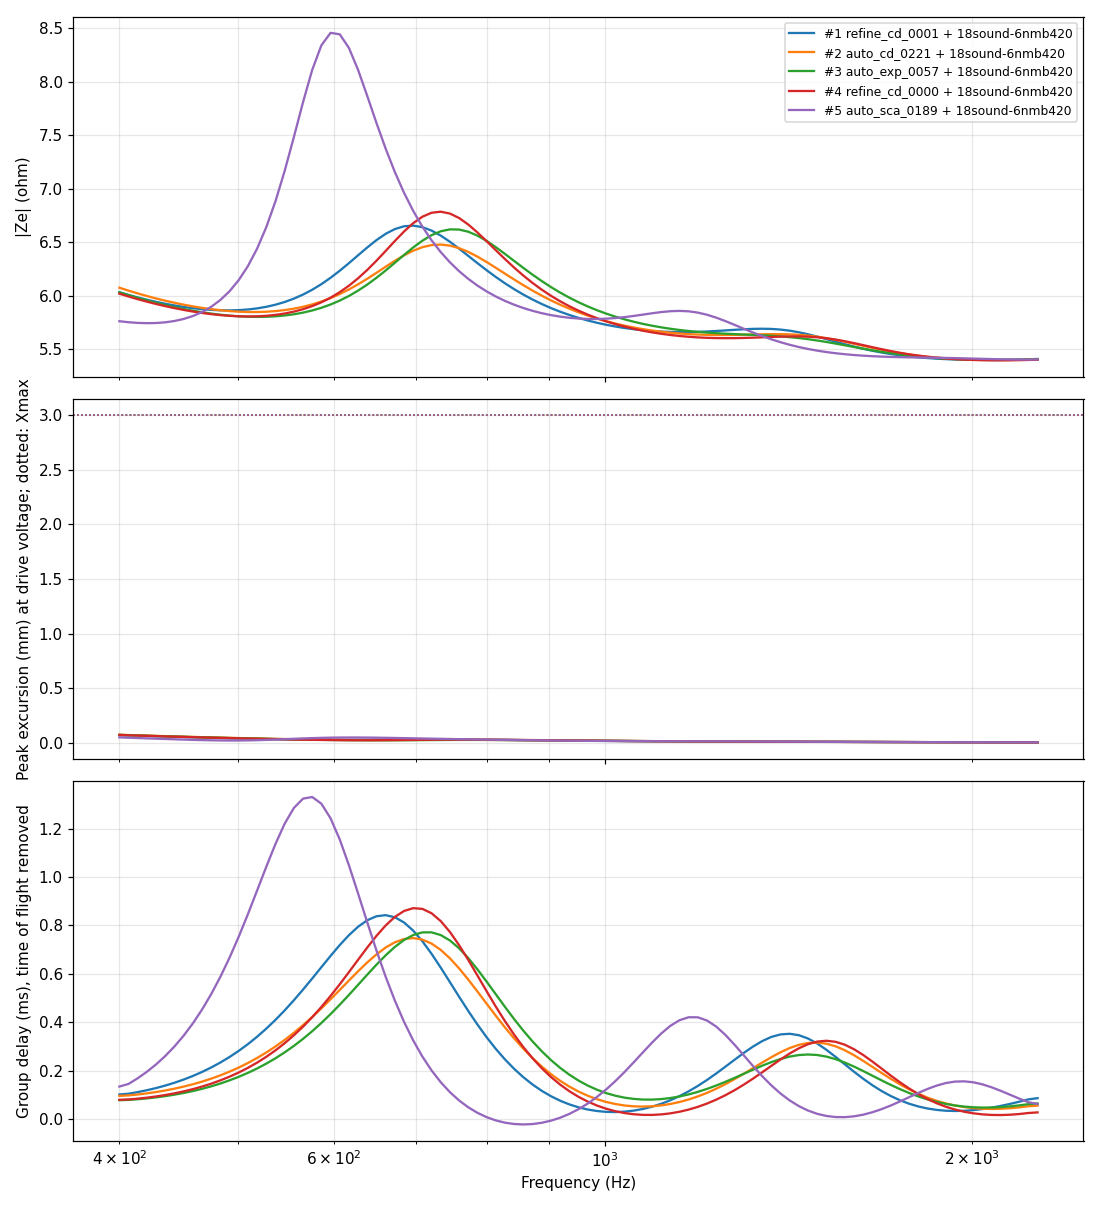 8.5
8.0
7.5
7.0
6.5
6.0
5.5
|Ze| (ohm)
#1 refine_cd_0001 + 18sound-6nmb420
#2 auto_cd_0221 + 18sound-6nmb420
#3 auto_exp_0057 + 18sound-6nmb420
#4 refine_cd_0000 + 18sound-6nmb420
#5 auto_sca_0189 + 18sound-6nmb420
3.0
2.5
2.0
1.5
1.0
0.5
0.0
Peak excursion (mm) at drive voltage; dotted: Xmax
1.2
1.0
0.8
0.6
0.4
0.2
0.0
Group delay (ms), time of flight removed
4 × 10² 6 × 10² 10³ 2 × 10³
Frequency (Hz)